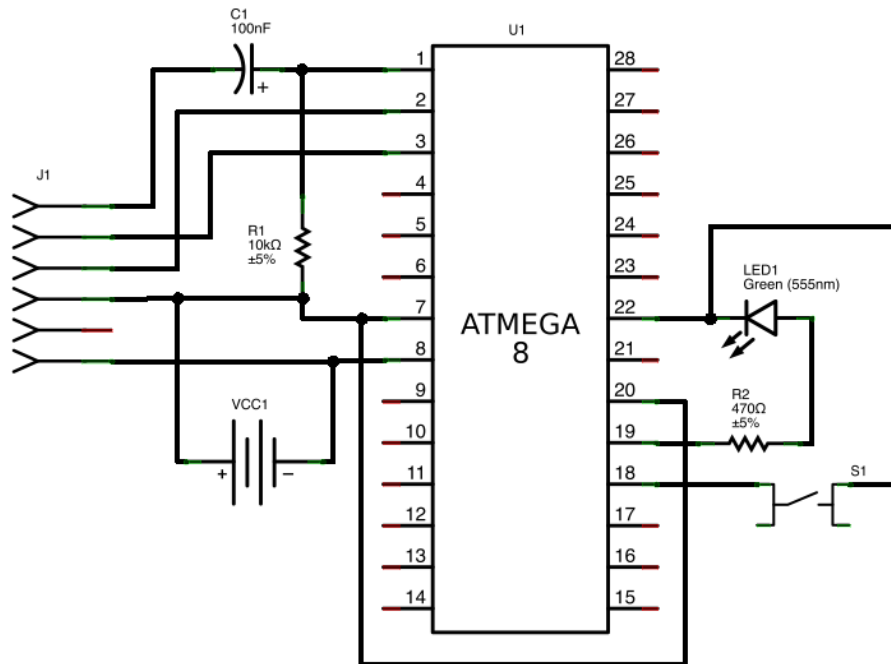 C1
100nF
+
U1
1
2
3
4
5
6
7
8
9
10
11
12
13
14
28
27
26
25
24
23
22
21
20
19
18
17
16
15
ATMEGA
8
J1
R1
10kΩ
±5%
VCC1
+
−
LED1
Green (555nm)
R2
470Ω
±5%
S1